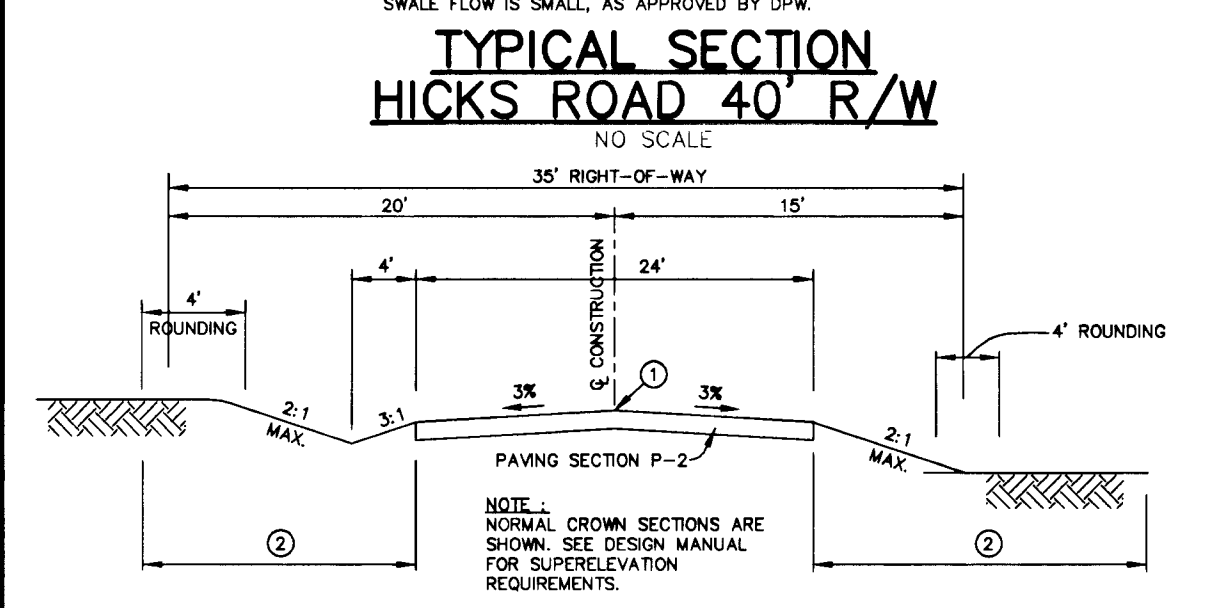 SWALE FLOW IS SMALL, AS APPROVED BY DPW.
TYPICAL SECTION
HICKS ROAD 40' R/W
NO SCALE
35' RIGHT-OF-WAY
20'
15'
4'
24'
℄ CONSTRUCTION
4'
ROUNDING
4' ROUNDING
1
3%
3%
2:1
MAX.
3:1
2:1
MAX.
PAVING SECTION P-2
NOTE :
NORMAL CROWN SECTIONS ARE
SHOWN. SEE DESIGN MANUAL
FOR SUPERELEVATION
REQUIREMENTS.
2
2